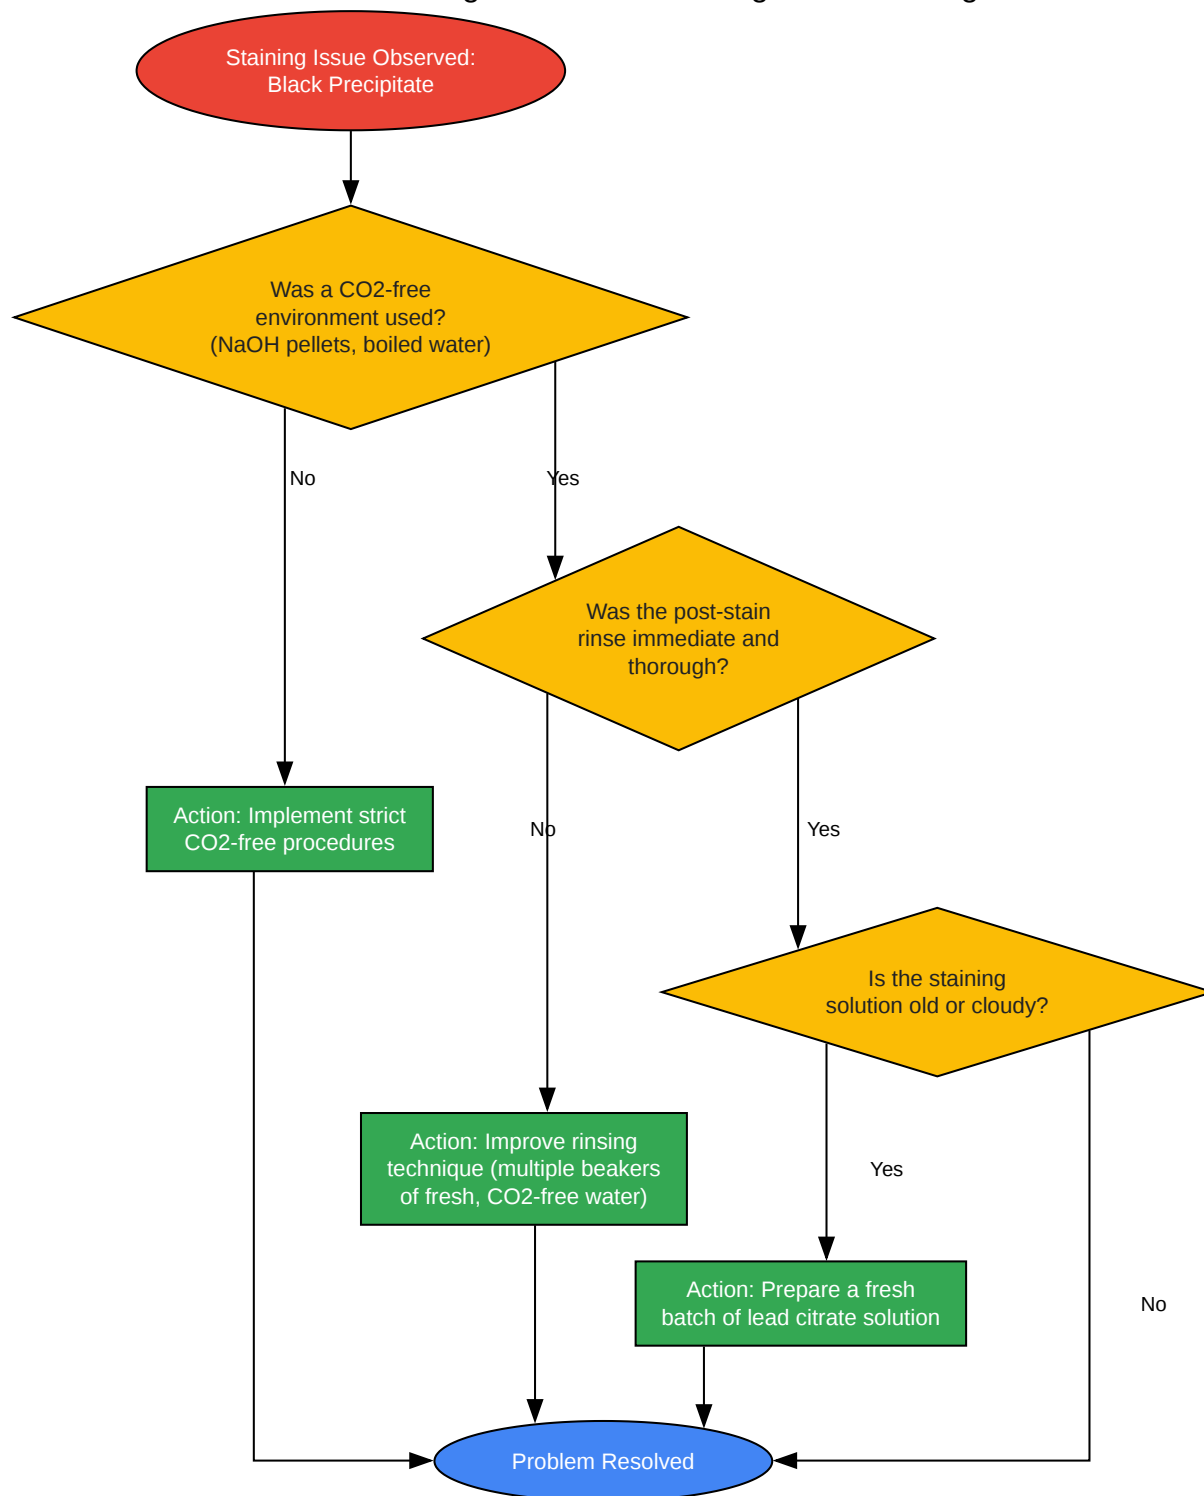 Staining Issue Observed:
Black Precipitate
Was a CO2-free
environment used?
(NaOH pellets, boiled water)
No
Yes
Was the post-stain
rinse immediate and
thorough?
Action: Implement strict
CO2-free procedures
No
Yes
Is the staining
solution old or cloudy?
Action: Improve rinsing
technique (multiple beakers
of fresh, CO2-free water)
Yes
Action: Prepare a fresh
batch of lead citrate solution
No
Problem Resolved